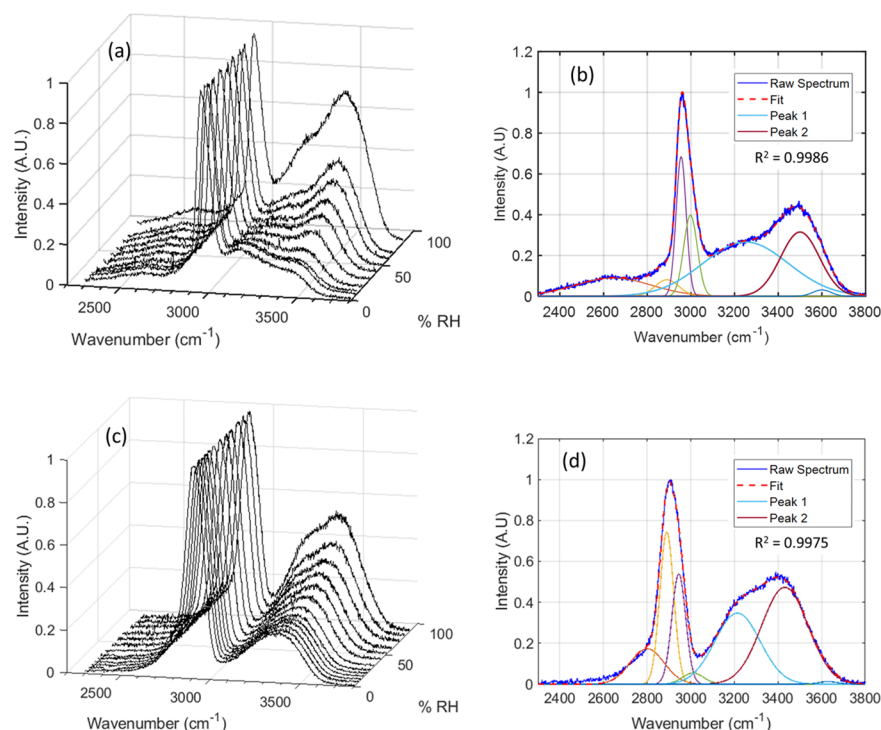 (a)
1
0.8
0.6
0.4
0.2
0
Intensity (A.U.)
2500
3000
3500
Wavenumber (cm-1)
0
50
100
% RH
(b)
1.2
1
0.8
0.6
0.4
0.2
0
Intensity (A.U)
2400 2600 2800 3000 3200 3400 3600 3800
Wavenumber (cm-1)
Raw Spectrum
Fit
Peak 1
Peak 2
R2 = 0.9986
(c)
1
0.8
0.6
0.4
0.2
0
Intensity (A.U.)
2500
3000
3500
Wavenumber (cm-1)
0
50
100
% RH
(d)
1.2
1
0.8
0.6
0.4
0.2
0
Intensity (A.U)
2400 2600 2800 3000 3200 3400 3600 3800
Wavenumber (cm-1)
Raw Spectrum
Fit
Peak 1
Peak 2
R2 = 0.9975